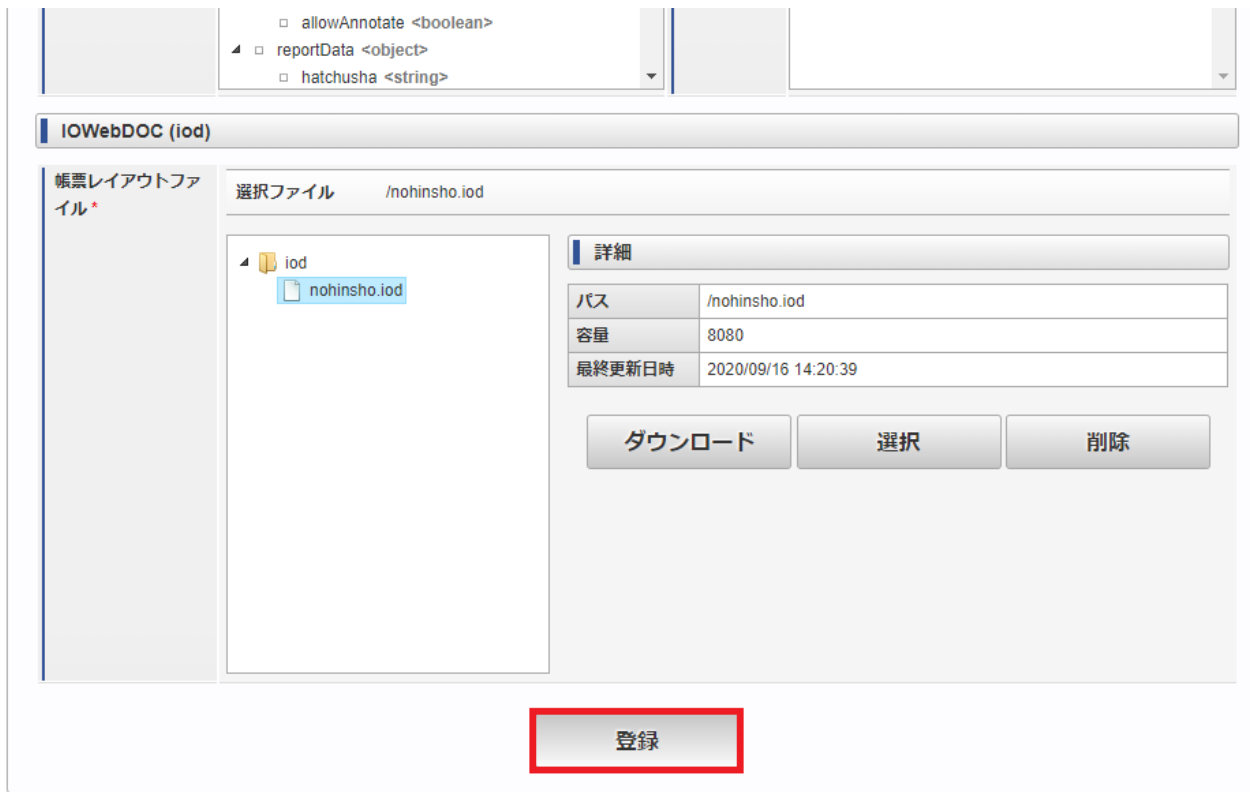 allowAnnotate <boolean>
reportData <object>
hatchusha <string>
IOWebDOC (iod)
帳票レイアウトファ
イル *
選択ファイル /nohinsho.iod
iod
nohinsho.iod
詳細
パス /nohinsho.iod
容量 8080
最終更新日時 2020/09/16 14:20:39
ダウンロード 選択 削除
登録